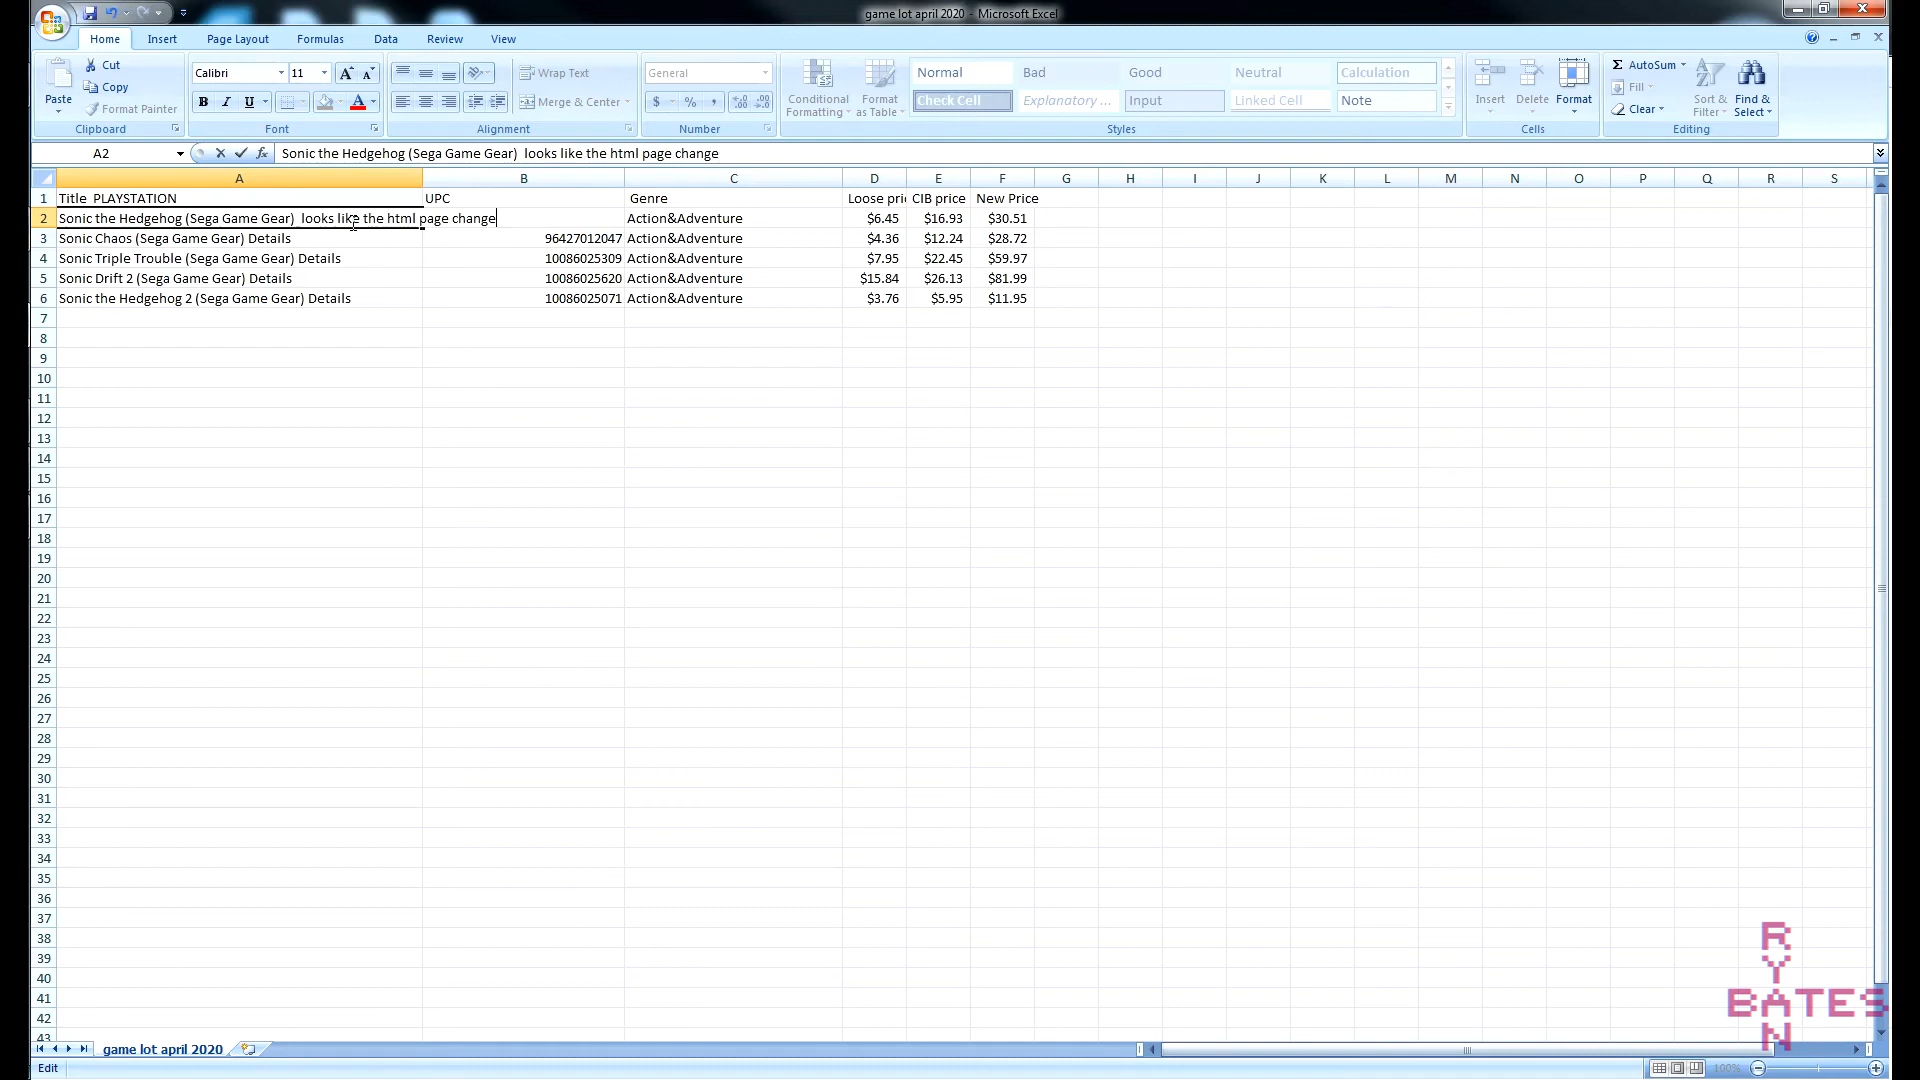 game lot april 2020 - Microsoft Excel
Home Insert Page Layout Formulas Data Review View
Paste Cut Copy Format Painter
Calibri 11 A A
B I U A
Wrap Text
Merge & Center
General
$ % ,
Conditional Formatting Format as Table
Normal Bad Good Neutral Calculation
Check Cell Explanatory ... Input Linked Cell Note
Insert Delete Format
Σ AutoSum
Fill
Clear
Sort & Filter Find & Select
Clipboard Font Alignment Number Styles Cells Editing
A2 fx Sonic the Hedgehog (Sega Game Gear)  looks like the html page change
A B C D E F G H I J K L M N O P Q R S
1 Title  PLAYSTATION UPC Genre Loose pri CIB price New Price
2 Sonic the Hedgehog (Sega Game Gear)  looks like the html page change Action&Adventure $6.45 $16.93 $30.51
3 Sonic Chaos (Sega Game Gear) Details 96427012047 Action&Adventure $4.36 $12.24 $28.72
4 Sonic Triple Trouble (Sega Game Gear) Details 10086025309 Action&Adventure $7.95 $22.45 $59.97
5 Sonic Drift 2 (Sega Game Gear) Details 10086025620 Action&Adventure $15.84 $26.13 $81.99
6 Sonic the Hedgehog 2 (Sega Game Gear) Details 10086025071 Action&Adventure $3.76 $5.95 $11.95
7
8
9
10
11
12
13
14
15
16
17
18
19
20
21
22
23
24
25
26
27
28
29
30
31
32
33
34
35
36
37
38
39
40
41
42
43
RYAN
BATES
game lot april 2020
Edit 100%